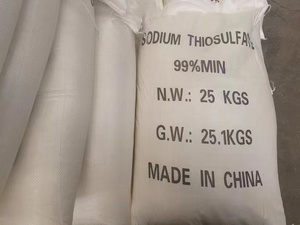 SODIUM THIOSULFATE
99%MIN
N.W.: 25 KGS
G.W.: 25.1KGS
MADE IN CHINA